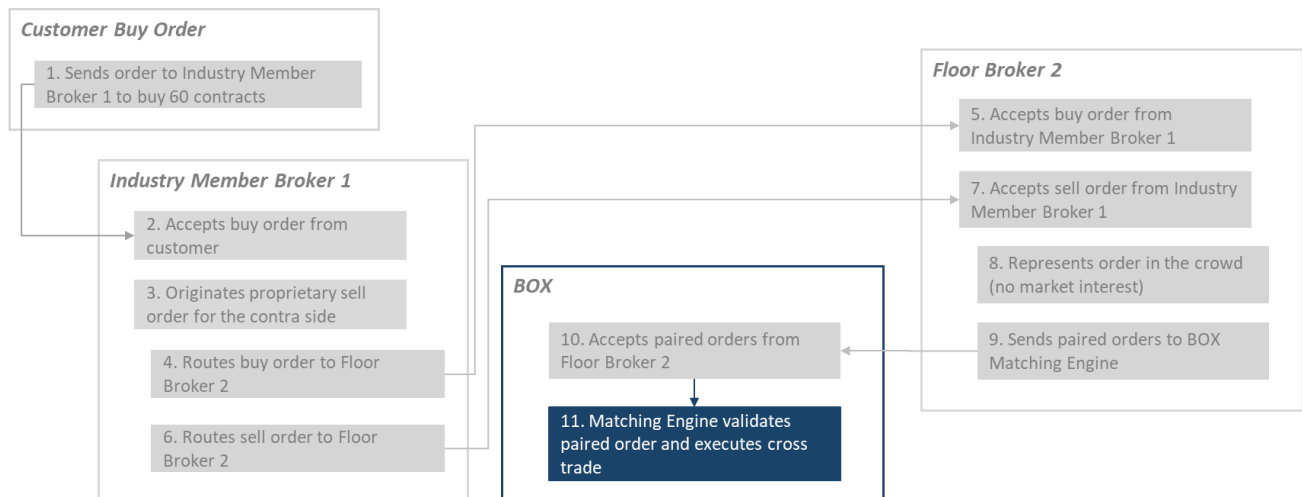 Customer Buy Order
1. Sends order to Industry Member
Broker 1 to buy 60 contracts
Industry Member Broker 1
2. Accepts buy order from
customer
3. Originates proprietary sell
order for the contra side
4. Routes buy order to Floor
Broker 2
6. Routes sell order to Floor
Broker 2
BOX
10. Accepts paired orders from
Floor Broker 2
11. Matching Engine validates
paired order and executes cross
trade
Floor Broker 2
5. Accepts buy order from
Industry Member Broker 1
7. Accepts sell order from Industry
Member Broker 1
8. Represents order in the crowd
(no market interest)
9. Sends paired orders to BOX
Matching Engine